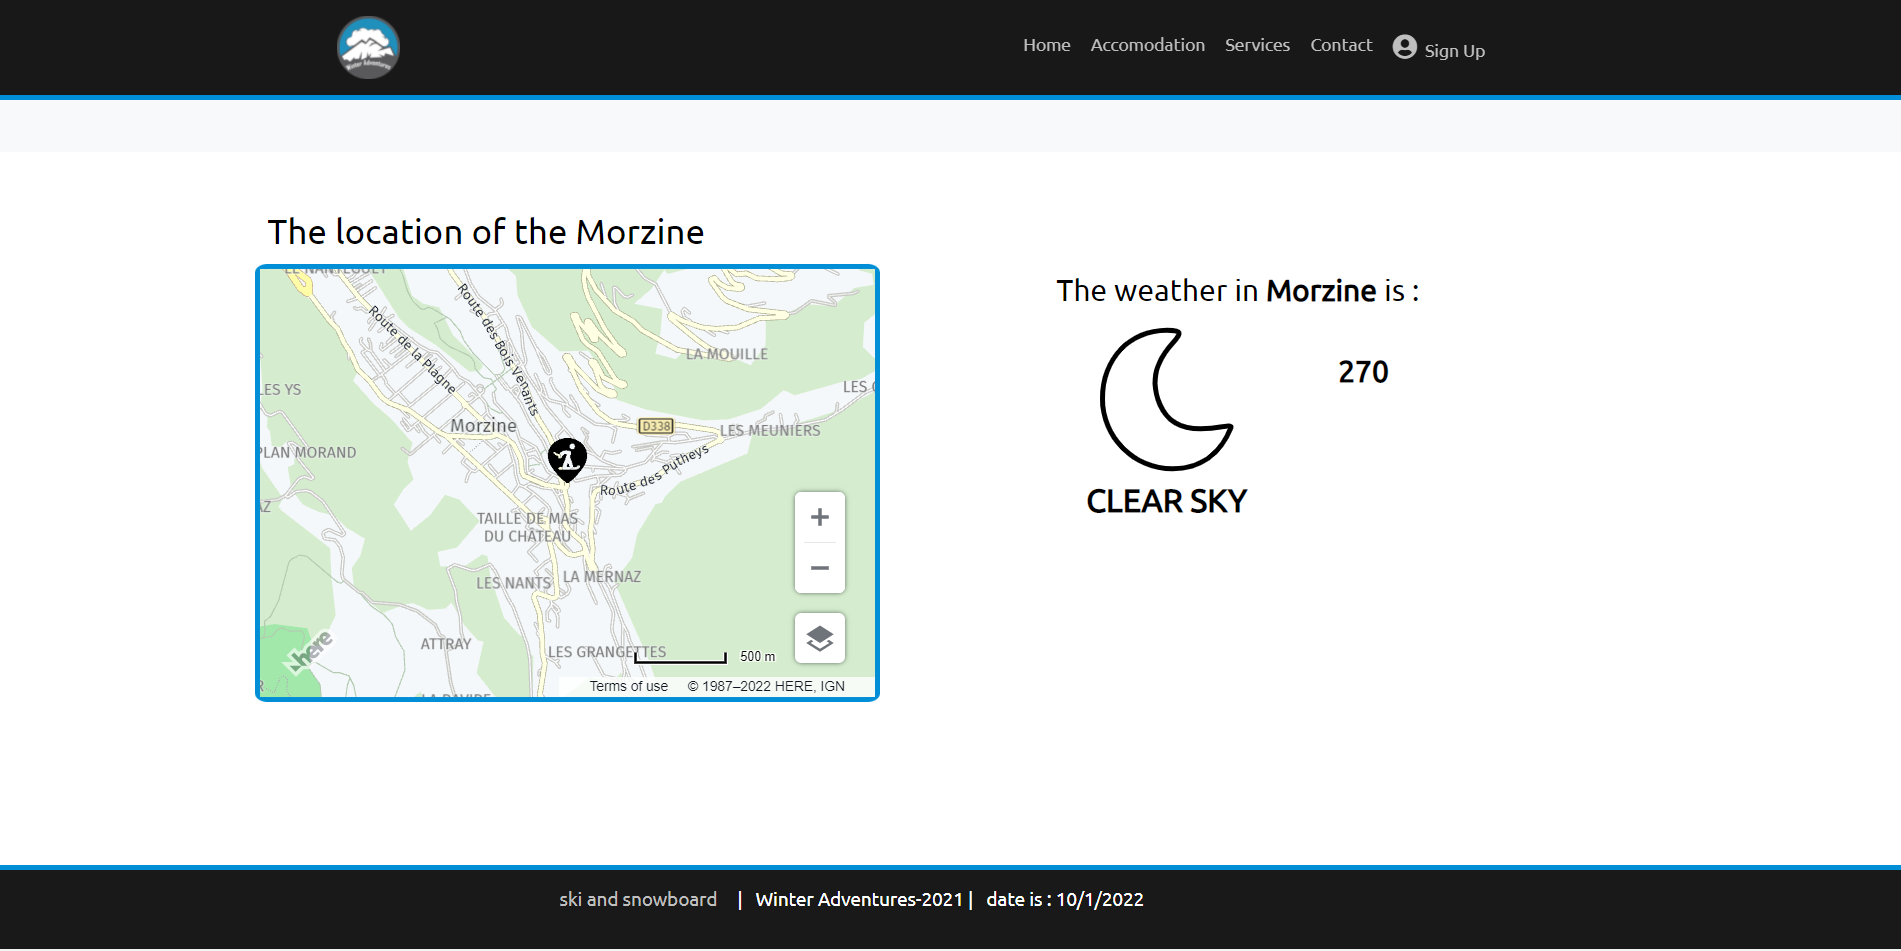 Winter Adventures
Home Accomodation Services Contact Sign Up
The location of the Morzine
The weather in Morzine is :
270
CLEAR SKY
LE NANTEGUET
Route de la Plagne
Route des Bois Venants
LA MOUILLE
LES YS
LES
Morzine
D338
LES MEUNIERS
PLAN MORAND
Route des Putheys
AZ
TAILLE DE MAS
DU CHÂTEAU
LES NANTS
LA MERNAZ
ATTRAY
LES GRANGETTES
here
500 m
+
−
Terms of use © 1987–2022 HERE, IGN
ski and snowboard | Winter Adventures-2021 | date is : 10/1/2022